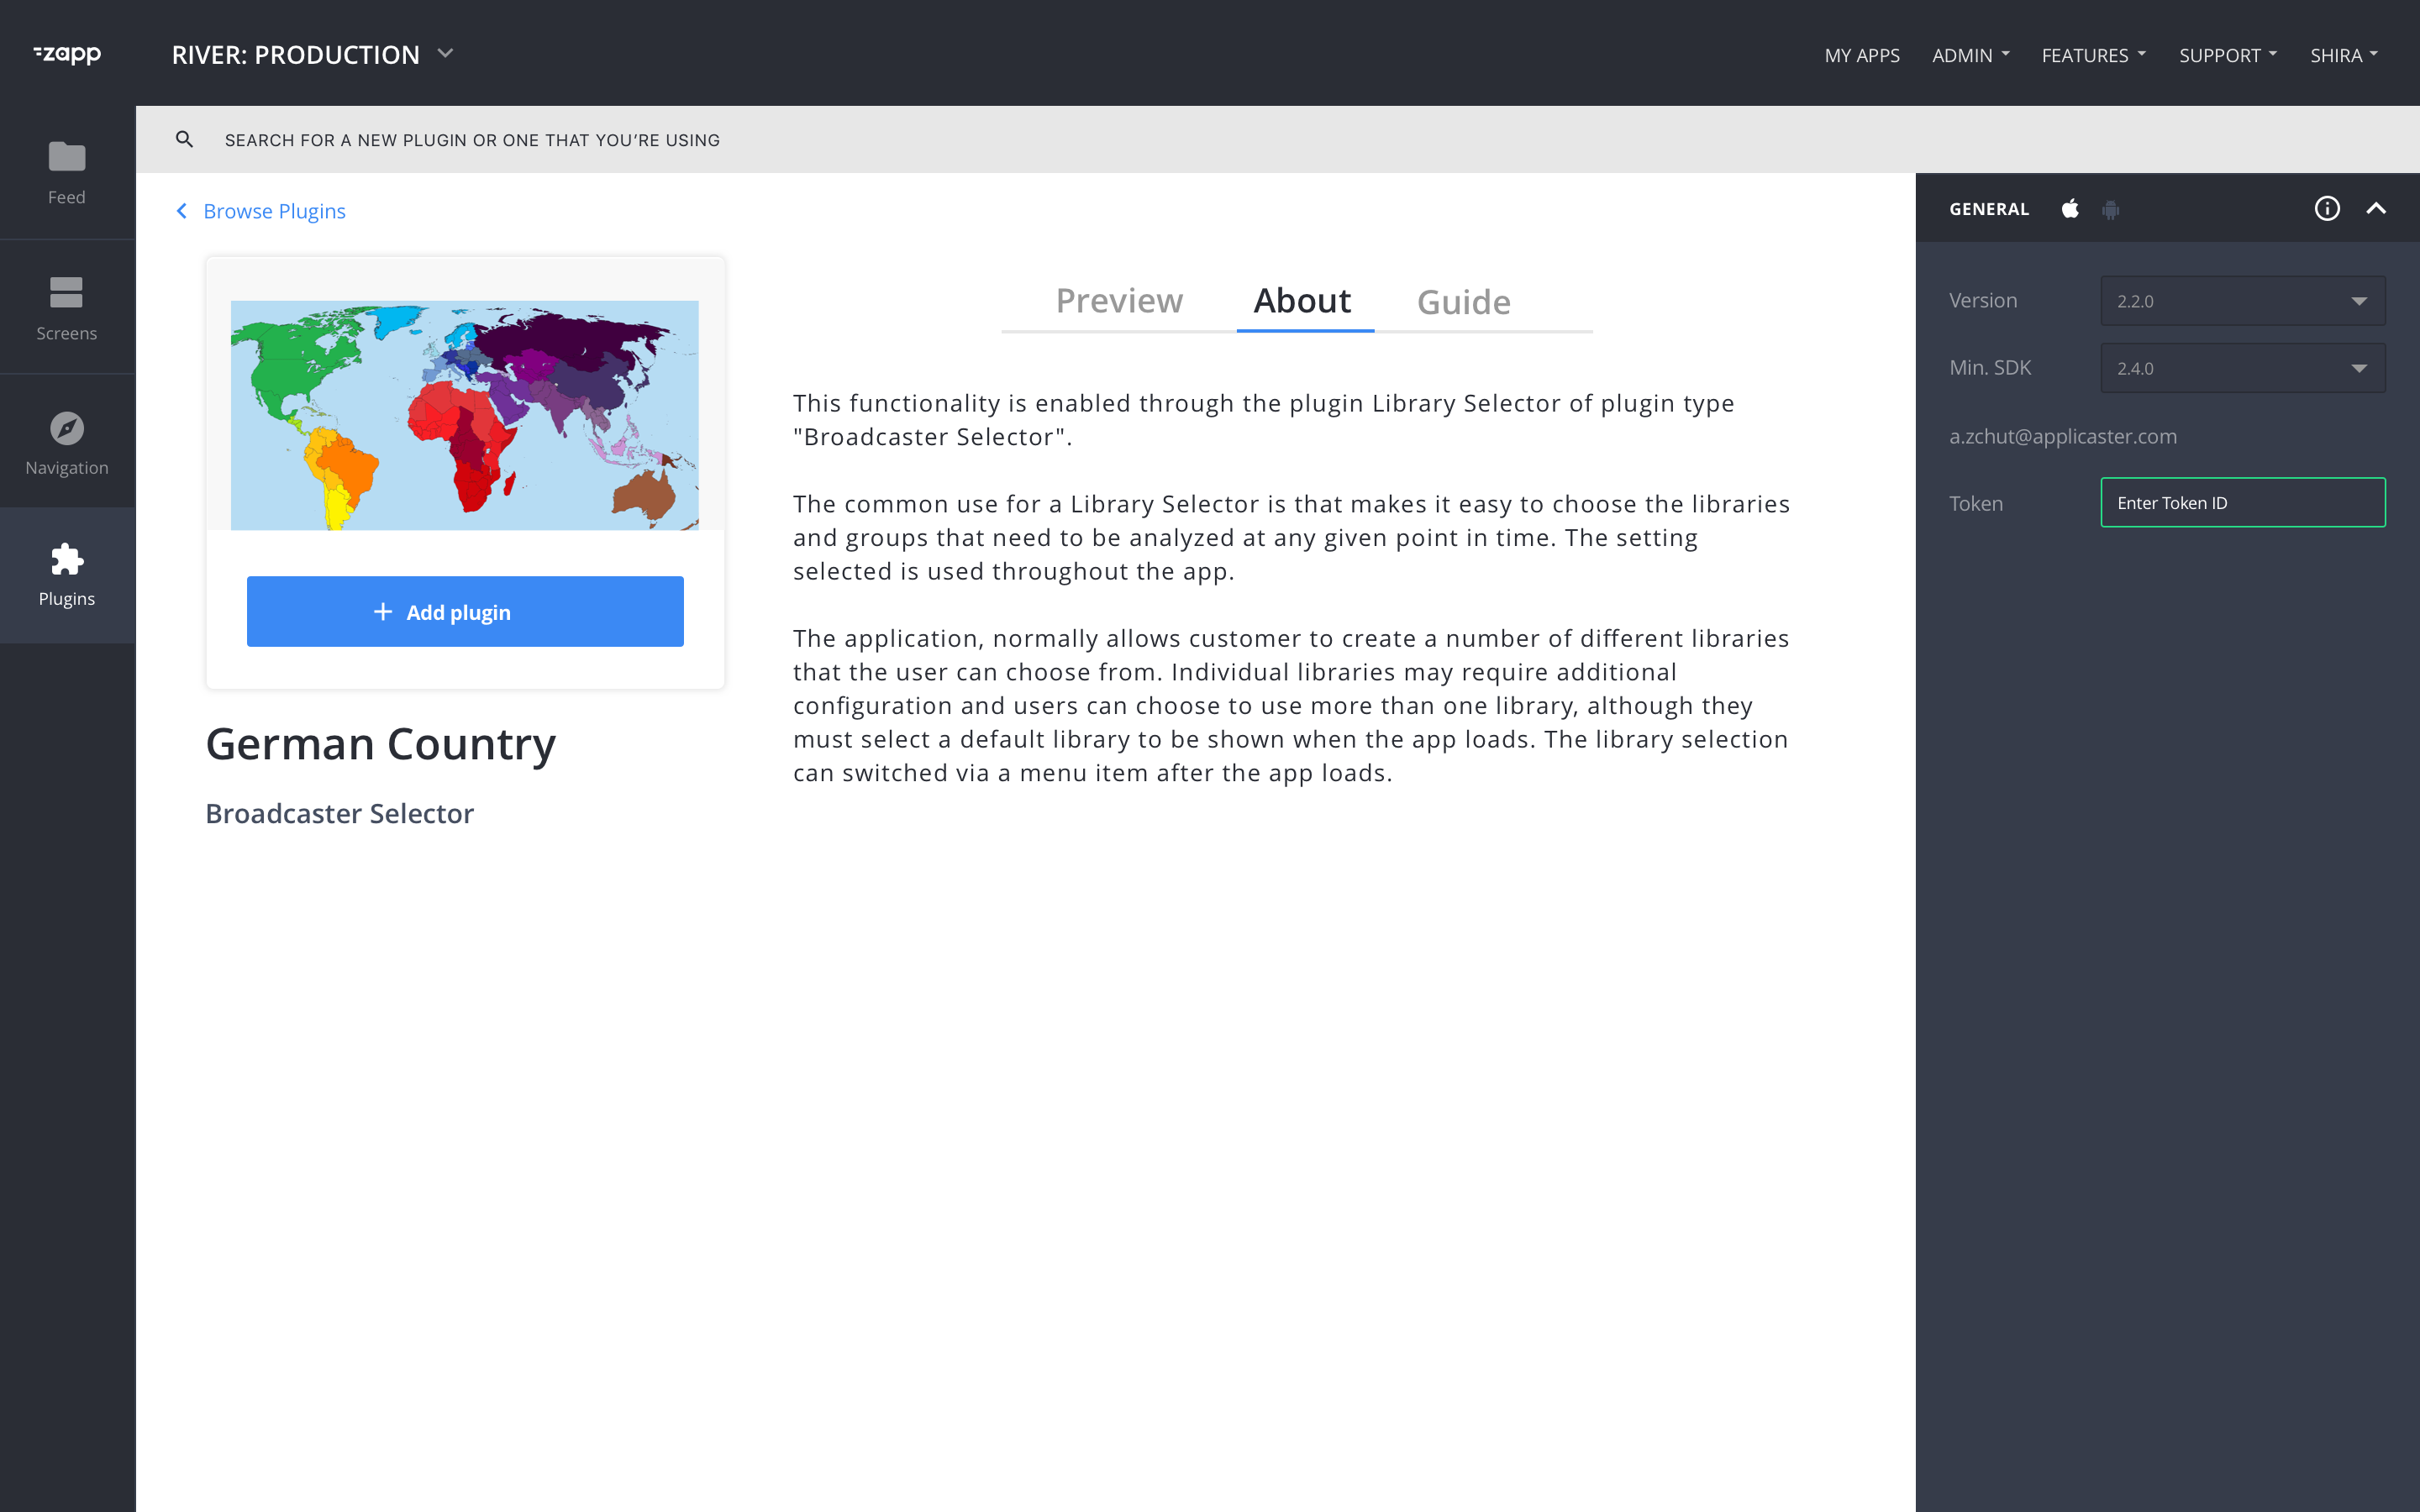 zapp
RIVER: PRODUCTION
MY APPS
ADMIN
FEATURES
SUPPORT
SHIRA
SEARCH FOR A NEW PLUGIN OR ONE THAT YOU’RE USING
Feed
Screens
Navigation
Plugins
Browse Plugins
Add plugin
German Country
Broadcaster Selector
Preview
About
Guide
This functionality is enabled through the plugin Library Selector of plugin type
"Broadcaster Selector".
The common use for a Library Selector is that makes it easy to choose the libraries
and groups that need to be analyzed at any given point in time. The setting
selected is used throughout the app.
The application, normally allows customer to create a number of different libraries
that the user can choose from. Individual libraries may require additional
configuration and users can choose to use more than one library, although they
must select a default library to be shown when the app loads. The library selection
can switched via a menu item after the app loads.
GENERAL
Version
2.2.0
Min. SDK
2.4.0
a.zchut@applicaster.com
Token
Enter Token ID